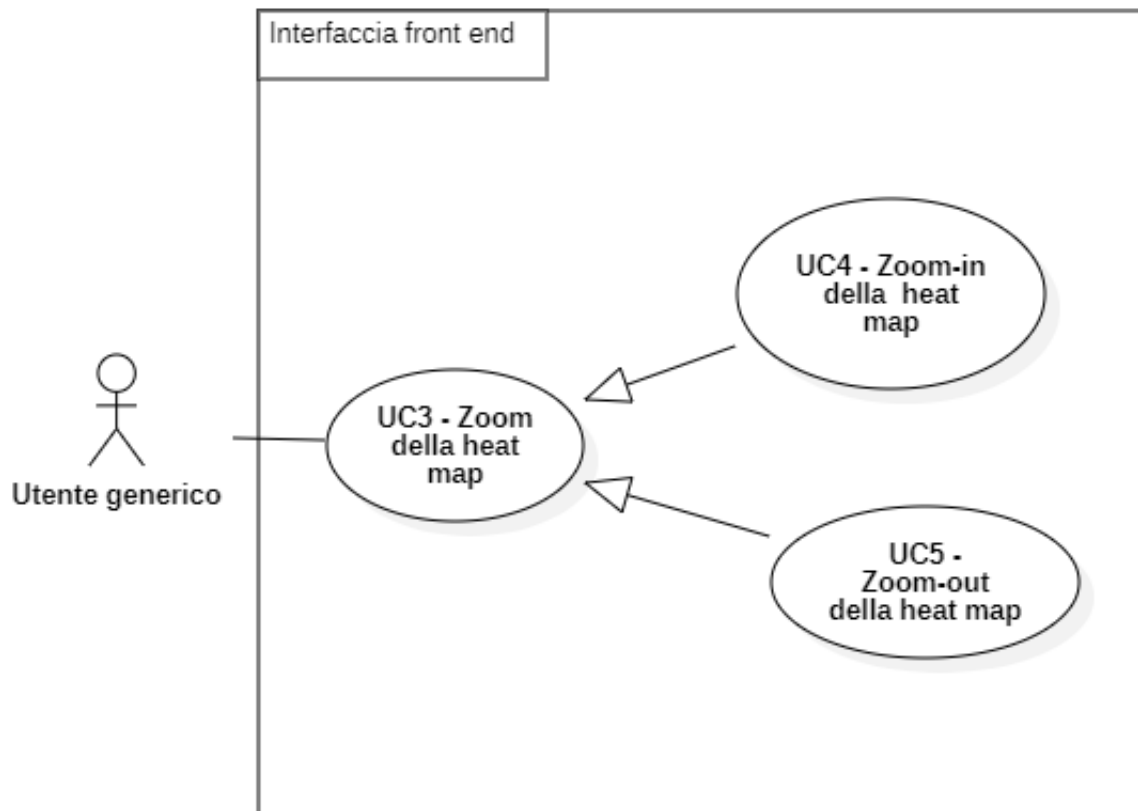 Interfaccia front end
UC4 - Zoom-in
della heat
map
UC3 - Zoom
della heat
map
Utente generico
UC5 -
Zoom-out
della heat map